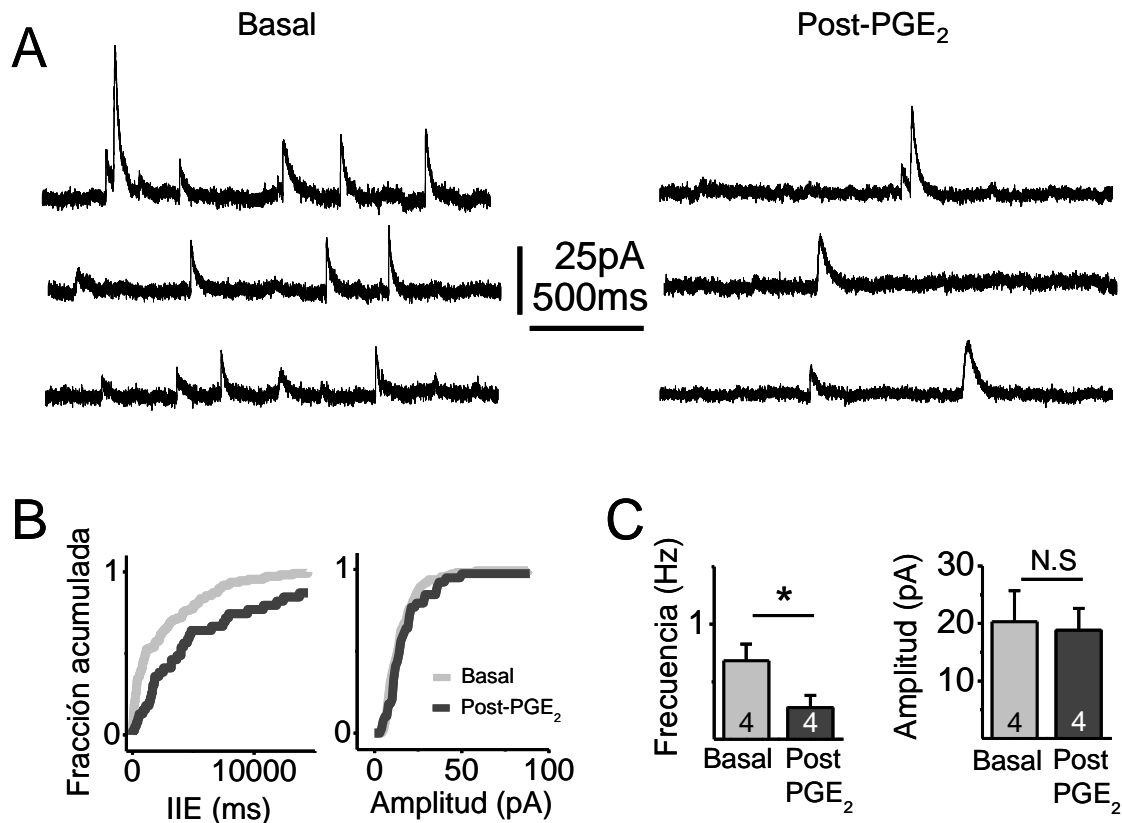 A
Basal
Post-PGE₂
25pA
500ms
B
Fracción acumulada
1
0
0
10000
IIE (ms)
1
0
0
50
100
Amplitud (pA)
Basal
Post-PGE₂
C
Frecuencia (Hz)
1
*
4
4
Basal
Post
PGE₂
Amplitud (pA)
30
20
10
N.S
4
4
Basal
Post
PGE₂